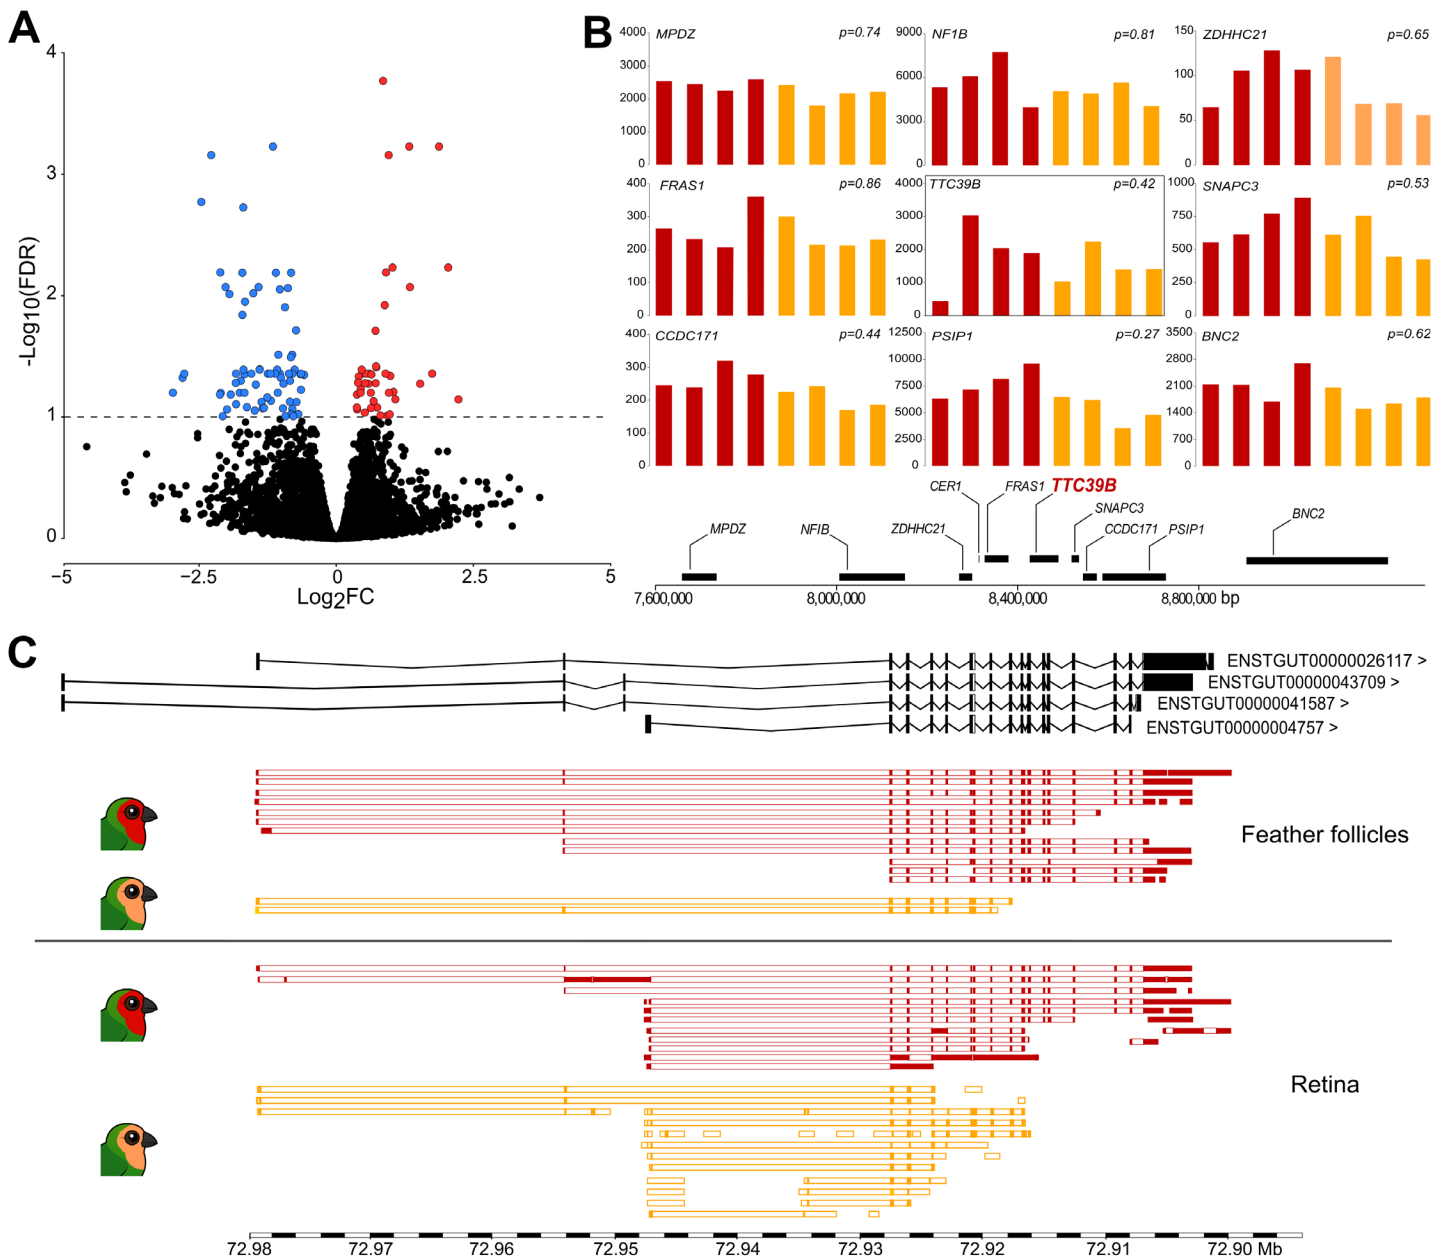 A
4
3
2
1
0
-Log10(FDR)
−5
−2.5
0
2.5
5
Log2FC
B
4000
3000
2000
1000
0
MPDZ
p=0.74
9000
6000
3000
0
NF1B
p=0.81
150
100
50
0
ZDHHC21
p=0.65
400
300
200
100
0
FRAS1
p=0.86
4000
3000
2000
1000
0
TTC39B
p=0.42
1000
750
500
250
0
SNAPC3
p=0.53
400
300
200
100
0
CCDC171
p=0.44
12500
10000
7500
5000
2500
0
PSIP1
p=0.27
3500
2800
2100
1400
700
0
BNC2
p=0.62
CER1
FRAS1
TTC39B
SNAPC3
BNC2
MPDZ
NFIB
ZDHHC21
CCDC171
PSIP1
7,600,000
8,000,000
8,400,000
8,800,000 bp
C
ENSTGUT00000026117 >
ENSTGUT00000043709 >
ENSTGUT00000041587 >
ENSTGUT00000004757 >
Feather follicles
Retina
72.98
72.97
72.96
72.95
72.94
72.93
72.92
72.91
72.90 Mb